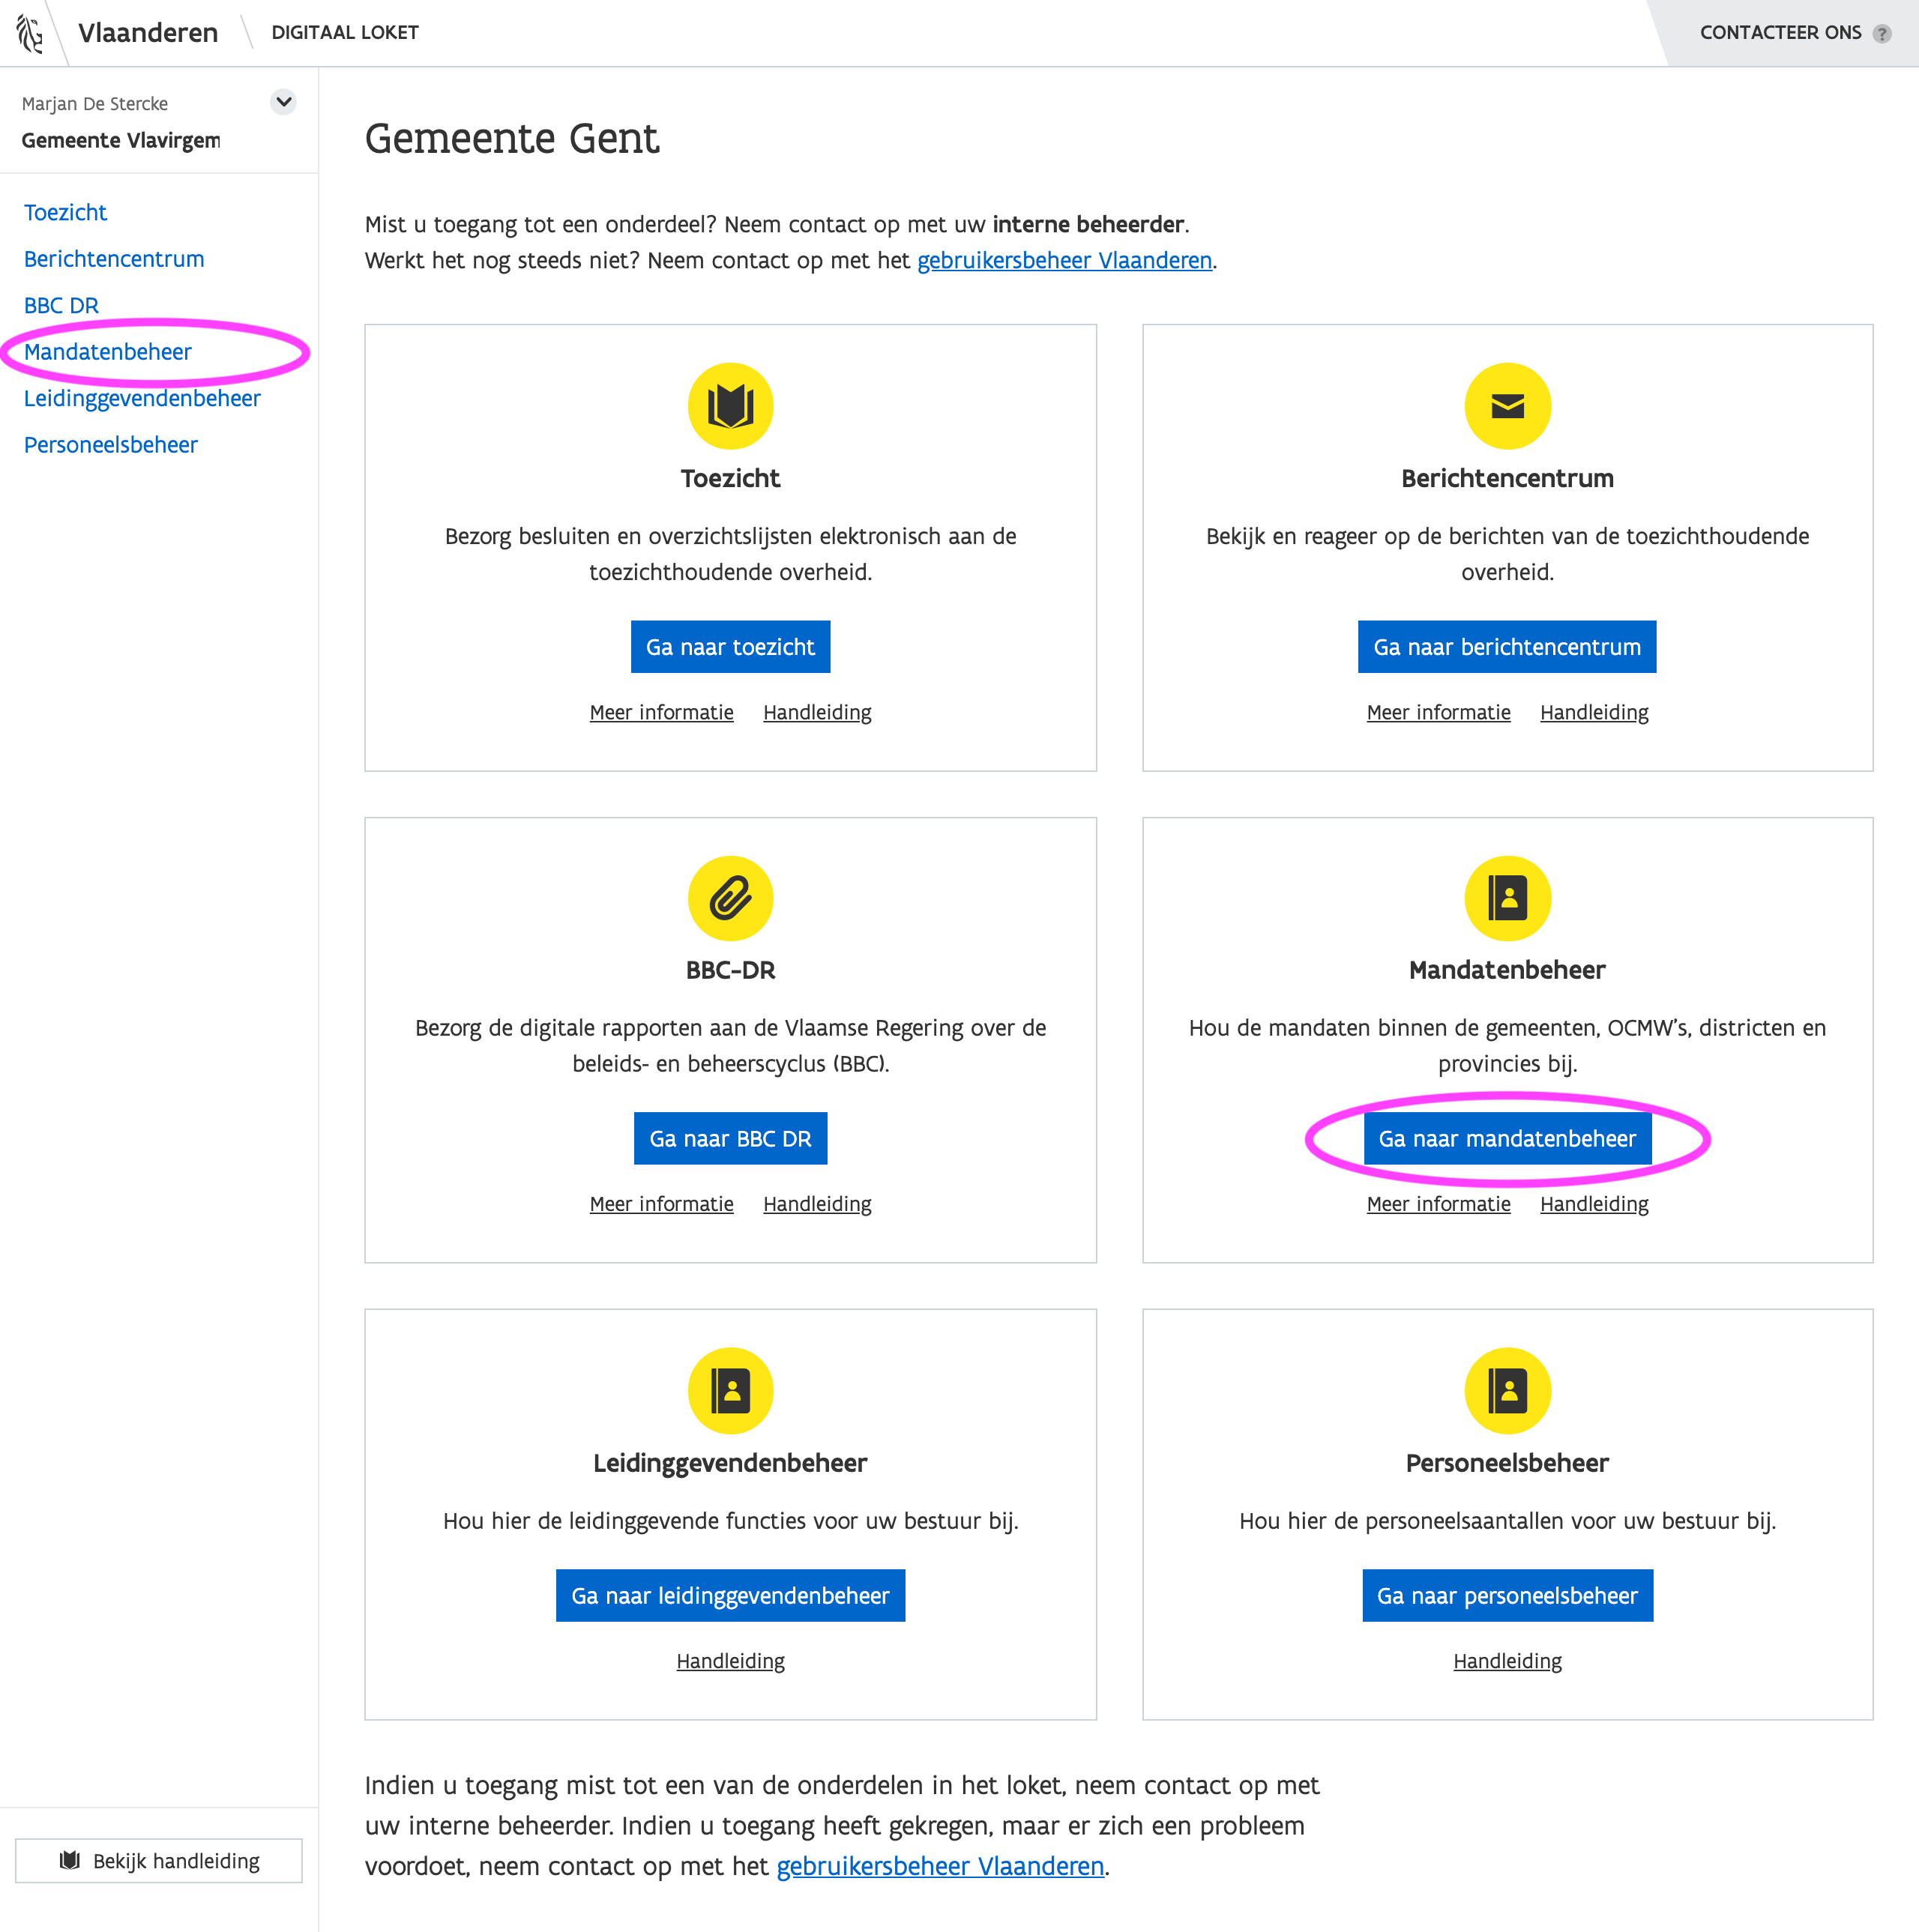 Vlaanderen
DIGITAAL LOKET
CONTACTEER ONS ?
Marjan De Stercke
Gemeente Vlavirgem
Toezicht
Berichtencentrum
BBC DR
Mandatenbeheer
Leidinggevendenbeheer
Personeelsbeheer
Bekijk handleiding
Gemeente Gent
Mist u toegang tot een onderdeel? Neem contact op met uw interne beheerder.
Werkt het nog steeds niet? Neem contact op met het gebruikersbeheer Vlaanderen.
Toezicht
Bezorg besluiten en overzichtslijsten elektronisch aan de
toezichthoudende overheid.
Ga naar toezicht
Meer informatie Handleiding
Berichtencentrum
Bekijk en reageer op de berichten van de toezichthoudende
overheid.
Ga naar berichtencentrum
Meer informatie Handleiding
BBC-DR
Bezorg de digitale rapporten aan de Vlaamse Regering over de
beleids- en beheerscyclus (BBC).
Ga naar BBC DR
Meer informatie Handleiding
Mandatenbeheer
Hou de mandaten binnen de gemeenten, OCMW's, districten en
provincies bij.
Ga naar mandatenbeheer
Meer informatie Handleiding
Leidinggevendenbeheer
Hou hier de leidinggevende functies voor uw bestuur bij.
Ga naar leidinggevendenbeheer
Handleiding
Personeelsbeheer
Hou hier de personeelsaantallen voor uw bestuur bij.
Ga naar personeelsbeheer
Handleiding
Indien u toegang mist tot een van de onderdelen in het loket, neem contact op met
uw interne beheerder. Indien u toegang heeft gekregen, maar er zich een probleem
voordoet, neem contact op met het gebruikersbeheer Vlaanderen.